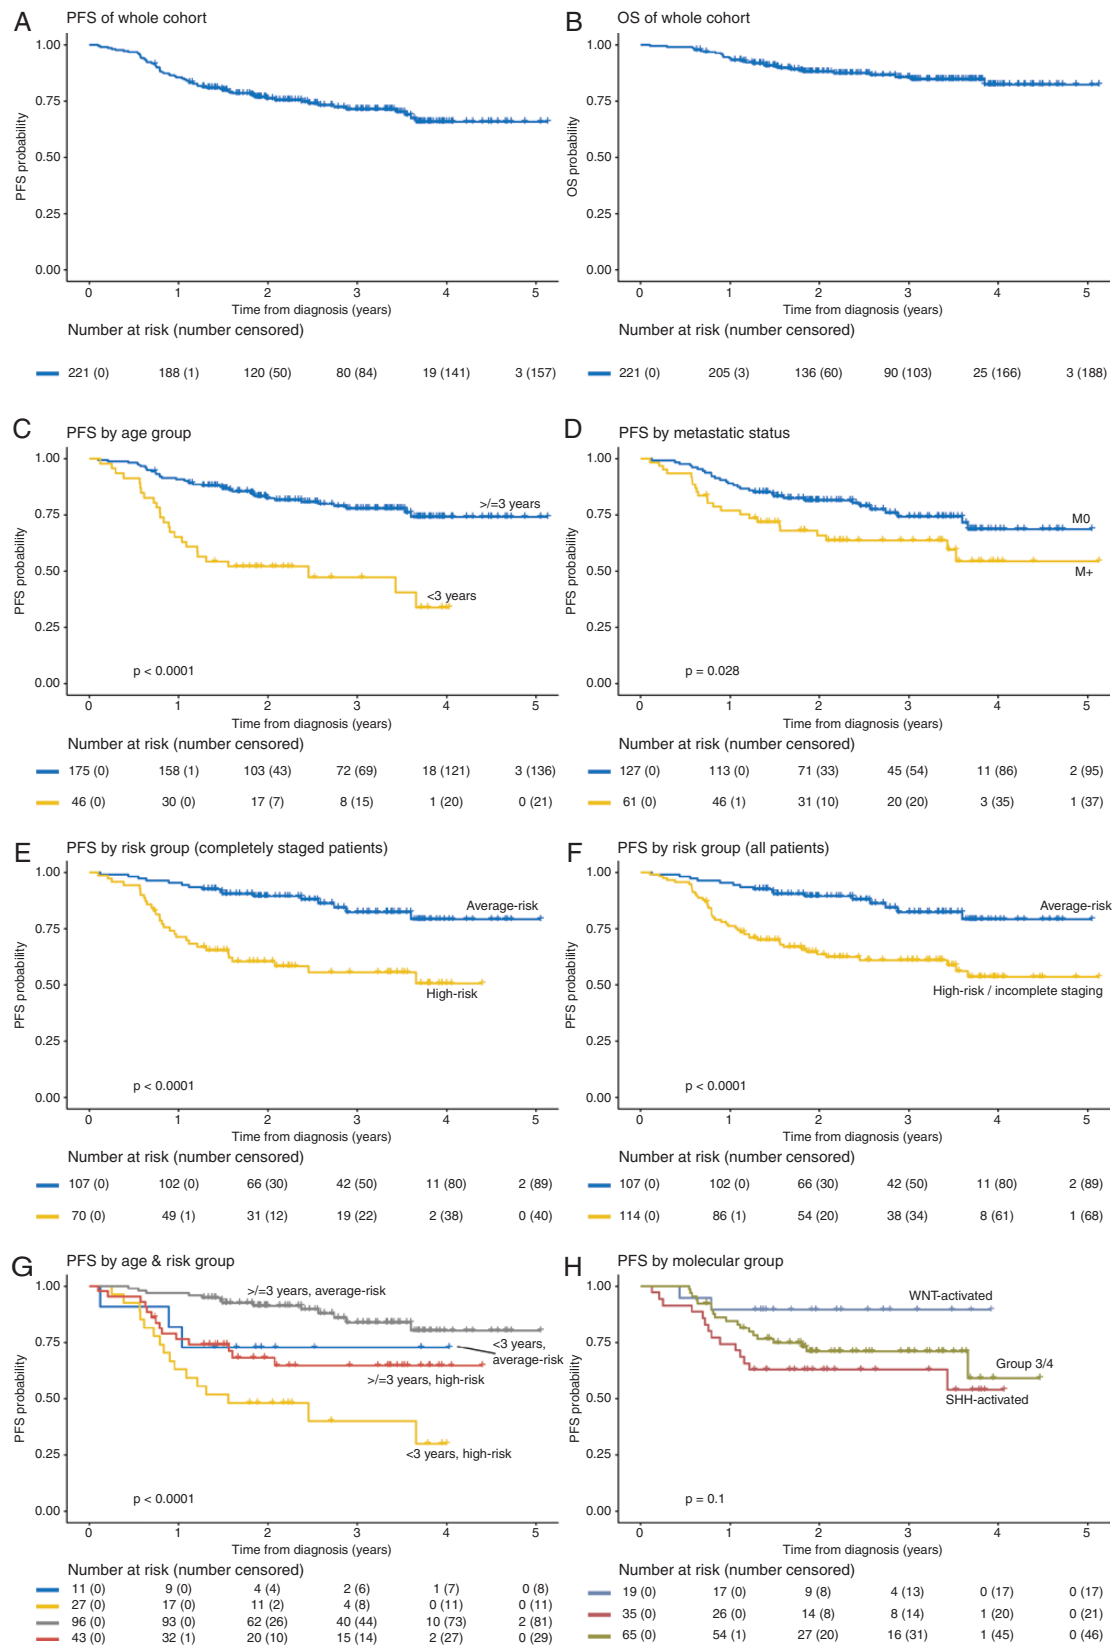 A PFS of whole cohort
1.00
0.75
0.50
0.25
0.00
PFS probability
0 1 2 3 4 5
Time from diagnosis (years)
Number at risk (number censored)
221 (0) 188 (1) 120 (50) 80 (84) 19 (141) 3 (157)
B OS of whole cohort
1.00
0.75
0.50
0.25
0.00
OS probability
0 1 2 3 4 5
Time from diagnosis (years)
Number at risk (number censored)
221 (0) 205 (3) 136 (60) 90 (103) 25 (166) 3 (188)
C PFS by age group
1.00
0.75
0.50
0.25
0.00
PFS probability
>/=3 years
<3 years
p < 0.0001
0 1 2 3 4 5
Time from diagnosis (years)
Number at risk (number censored)
175 (0) 158 (1) 103 (43) 72 (69) 18 (121) 3 (136)
46 (0) 30 (0) 17 (7) 8 (15) 1 (20) 0 (21)
D PFS by metastatic status
1.00
0.75
0.50
0.25
0.00
PFS probability
M0
M+
p = 0.028
0 1 2 3 4 5
Time from diagnosis (years)
Number at risk (number censored)
127 (0) 113 (0) 71 (33) 45 (54) 11 (86) 2 (95)
61 (0) 46 (1) 31 (10) 20 (20) 3 (35) 1 (37)
E PFS by risk group (completely staged patients)
1.00
0.75
0.50
0.25
0.00
PFS probability
Average-risk
High-risk
p < 0.0001
0 1 2 3 4 5
Time from diagnosis (years)
Number at risk (number censored)
107 (0) 102 (0) 66 (30) 42 (50) 11 (80) 2 (89)
70 (0) 49 (1) 31 (12) 19 (22) 2 (38) 0 (40)
F PFS by risk group (all patients)
1.00
0.75
0.50
0.25
0.00
PFS probability
Average-risk
High-risk / incomplete staging
p < 0.0001
0 1 2 3 4 5
Time from diagnosis (years)
Number at risk (number censored)
107 (0) 102 (0) 66 (30) 42 (50) 11 (80) 2 (89)
114 (0) 86 (1) 54 (20) 38 (34) 8 (61) 1 (68)
G PFS by age & risk group
1.00
0.75
0.50
0.25
0.00
PFS probability
>/=3 years, average-risk
<3 years,
average-risk
>/=3 years, high-risk
<3 years, high-risk
p < 0.0001
0 1 2 3 4 5
Time from diagnosis (years)
Number at risk (number censored)
11 (0) 9 (0) 4 (4) 2 (6) 1 (7) 0 (8)
27 (0) 17 (0) 11 (2) 4 (8) 0 (11) 0 (11)
96 (0) 93 (0) 62 (26) 40 (44) 10 (73) 2 (81)
43 (0) 32 (1) 20 (10) 15 (14) 2 (27) 0 (29)
H PFS by molecular group
1.00
0.75
0.50
0.25
0.00
PFS probability
WNT-activated
Group 3/4
SHH-activated
p = 0.1
0 1 2 3 4 5
Time from diagnosis (years)
Number at risk (number censored)
19 (0) 17 (0) 9 (8) 4 (13) 0 (17) 0 (17)
35 (0) 26 (0) 14 (8) 8 (14) 1 (20) 0 (21)
65 (0) 54 (1) 27 (20) 16 (31) 1 (45) 0 (46)